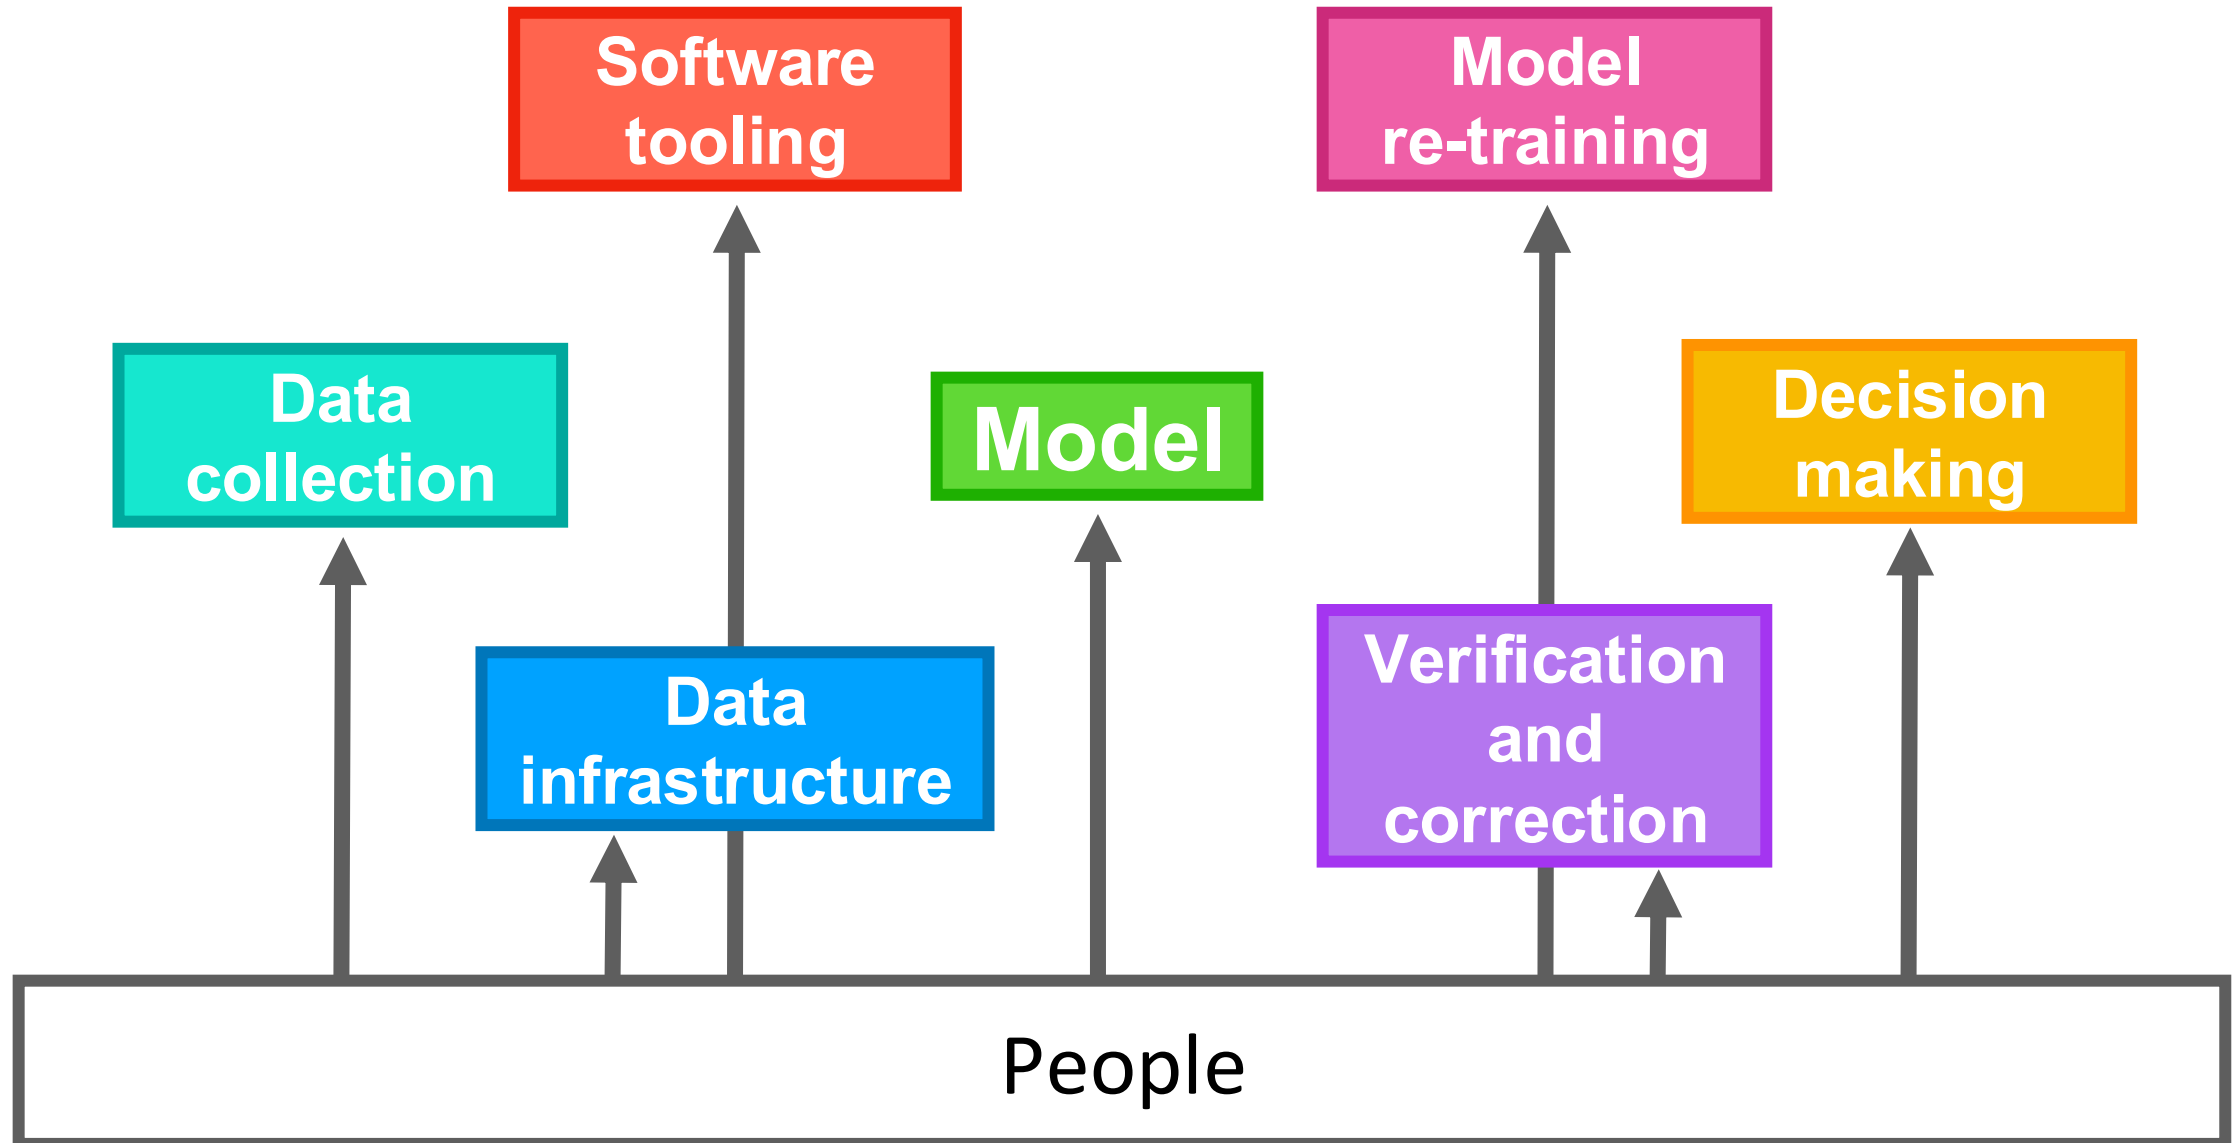 Software
tooling
Model
re-training
Data
collection
Model
Decision
making
Data
infrastructure
Verification
and
correction
People